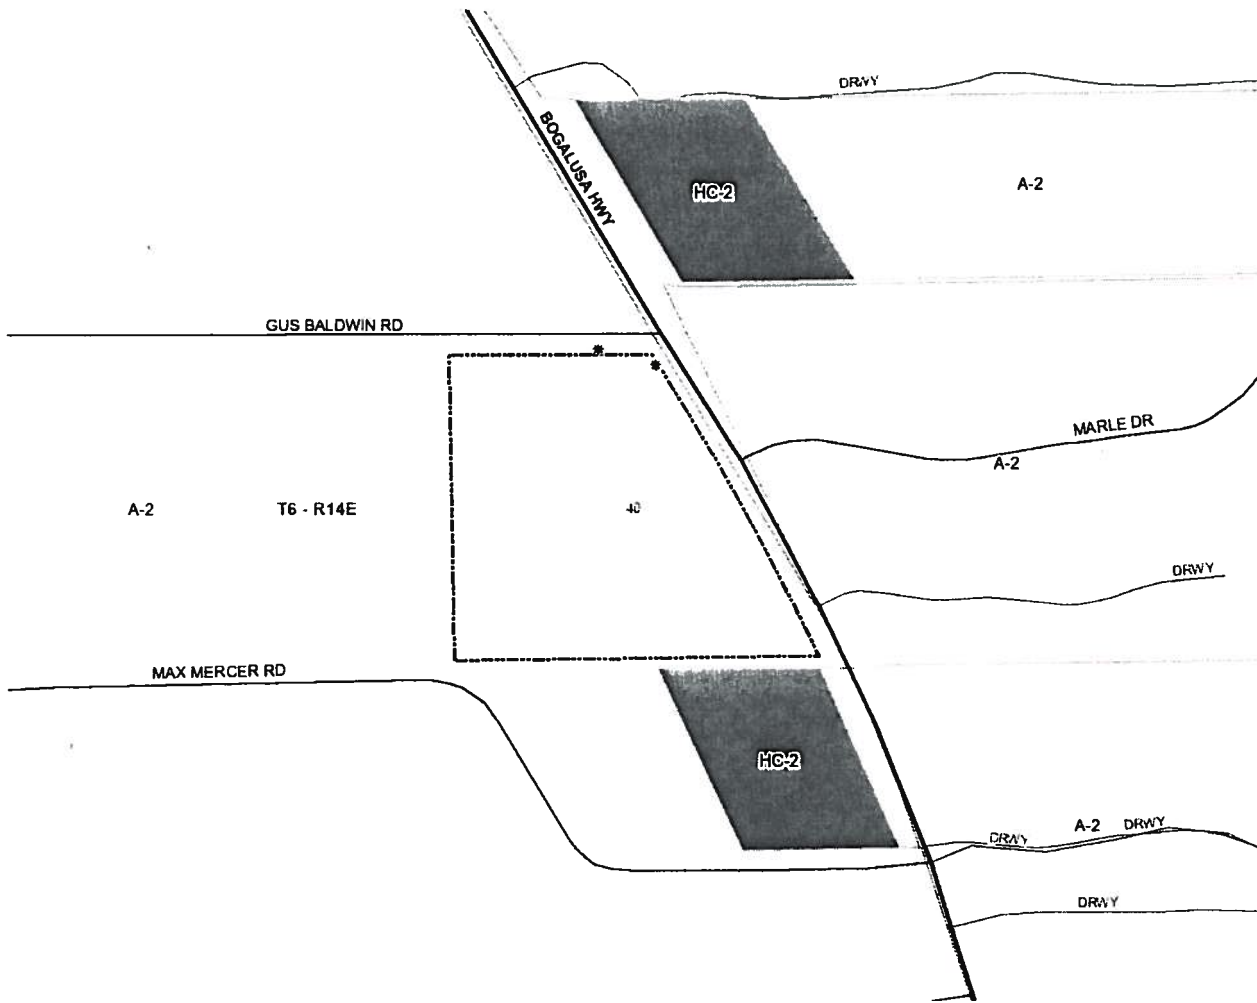 DRWY
BOGALUSA HWY
HC-2
A-2
GUS BALDWIN RD
MARLE DR
A-2
A-2
T6 - R14E
40
DRWY
MAX MERCER RD
HC-2
A-2
DRWY
DRWY
DRWY